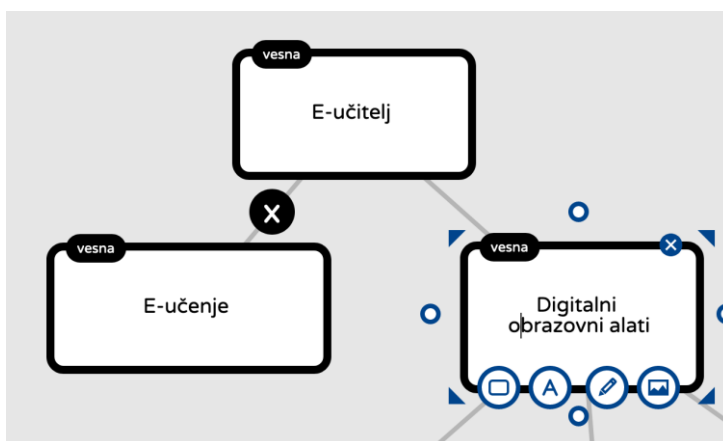 vesna
E-učitelj
X
vesna
E-učenje
vesna
Digitalni
obrazovni alati
A